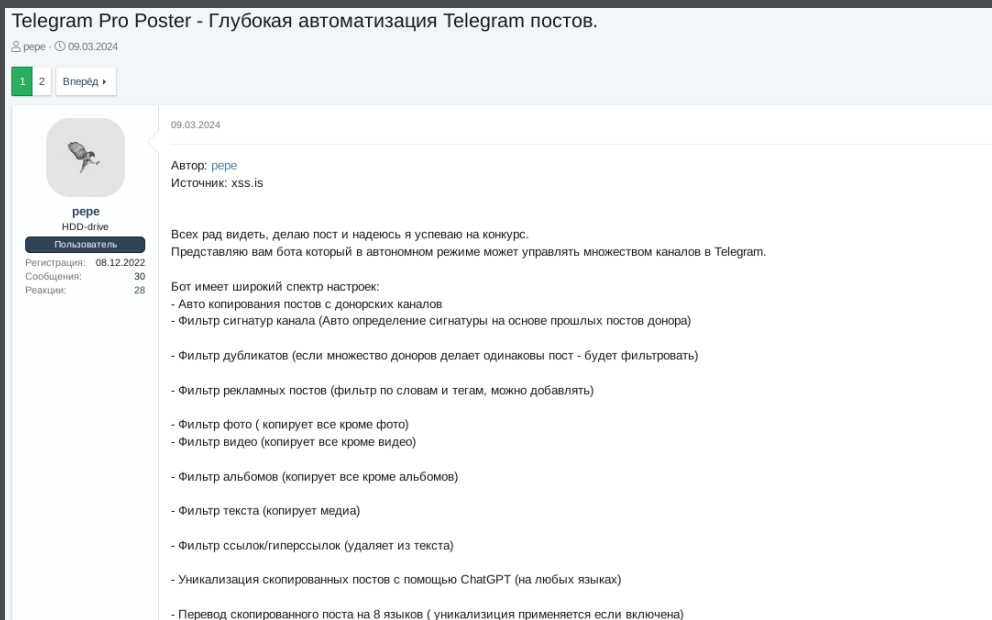 Telegram Pro Poster - Глубокая автоматизация Telegram постов.
pepe · 09.03.2024
1 2 Вперёд
09.03.2024
pepe
HDD-drive
Пользователь
Регистрация: 08.12.2022
Сообщения: 30
Реакции: 28
Автор: pepe
Источник: xss.is
Всех рад видеть, делаю пост и надеюсь я успеваю на конкурс.
Представляю вам бота который в автономном режиме может управлять множеством каналов в Telegram.
Бот имеет широкий спектр настроек:
- Авто копирования постов с донорских каналов
- Фильтр сигнатур канала (Авто определение сигнатуры на основе прошлых постов донора)
- Фильтр дубликатов (если множество доноров делает одинаковы пост - будет фильтровать)
- Фильтр рекламных постов (фильтр по словам и тегам, можно добавлять)
- Фильтр фото ( копирует все кроме фото)
- Фильтр видео (копирует все кроме видео)
- Фильтр альбомов (копирует все кроме альбомов)
- Фильтр текста (копирует медиа)
- Фильтр ссылок/гиперссылок (удаляет из текста)
- Уникализация скопированных постов с помощью ChatGPT (на любых языках)
- Перевод скопированного поста на 8 языков ( уникализиция применяется если включена)